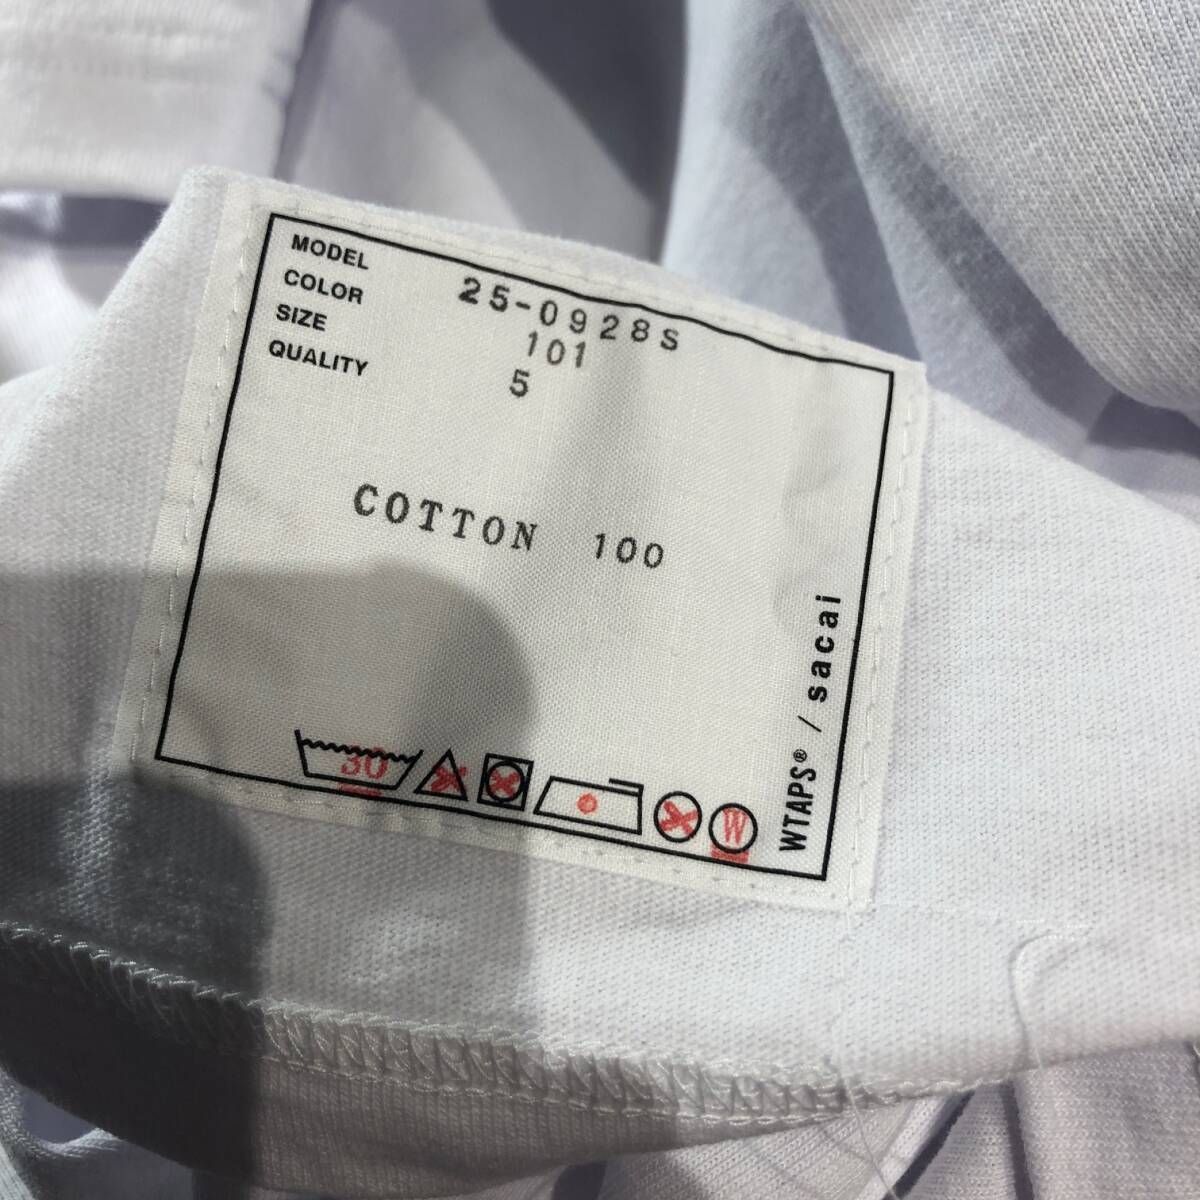 MODEL 25-0928S
COLOR 101
SIZE 5
QUALITY
COTTON 100
30
W
WTAPS® / sacai